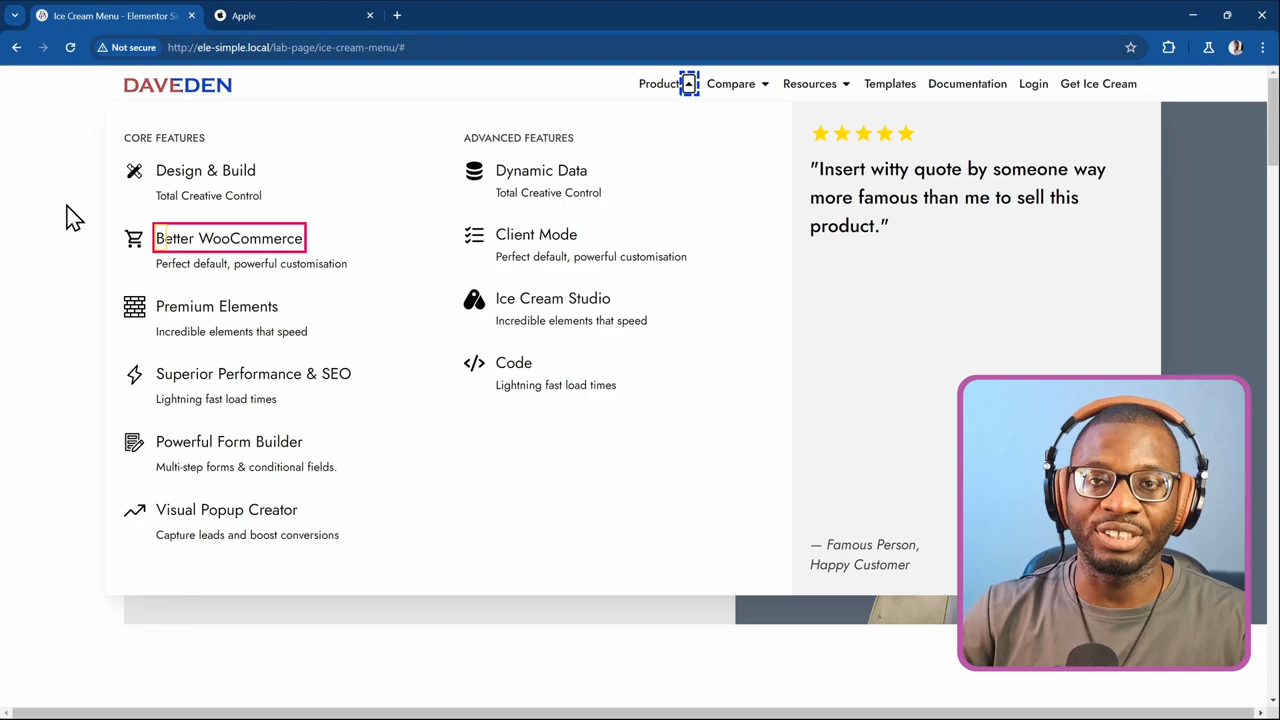 Ice Cream Menu - Elementor
Apple
Not secure
http://ele-simple.local/lab-page/ice-cream-menu/#
DAVEDEN
Product
Compare
Resources
Templates
Documentation
Login
Get Ice Cream
CORE FEATURES
Design & Build
Total Creative Control
Better WooCommerce
Perfect default, powerful customisation
Premium Elements
Incredible elements that speed
Superior Performance & SEO
Lightning fast load times
Powerful Form Builder
Multi-step forms & conditional fields.
Visual Popup Creator
Capture leads and boost conversions
ADVANCED FEATURES
Dynamic Data
Total Creative Control
Client Mode
Perfect default, powerful customisation
Ice Cream Studio
Incredible elements that speed
Code
Lightning fast load times
"Insert witty quote by someone way
more famous than me to sell this
product."
— Famous Person,
Happy Customer